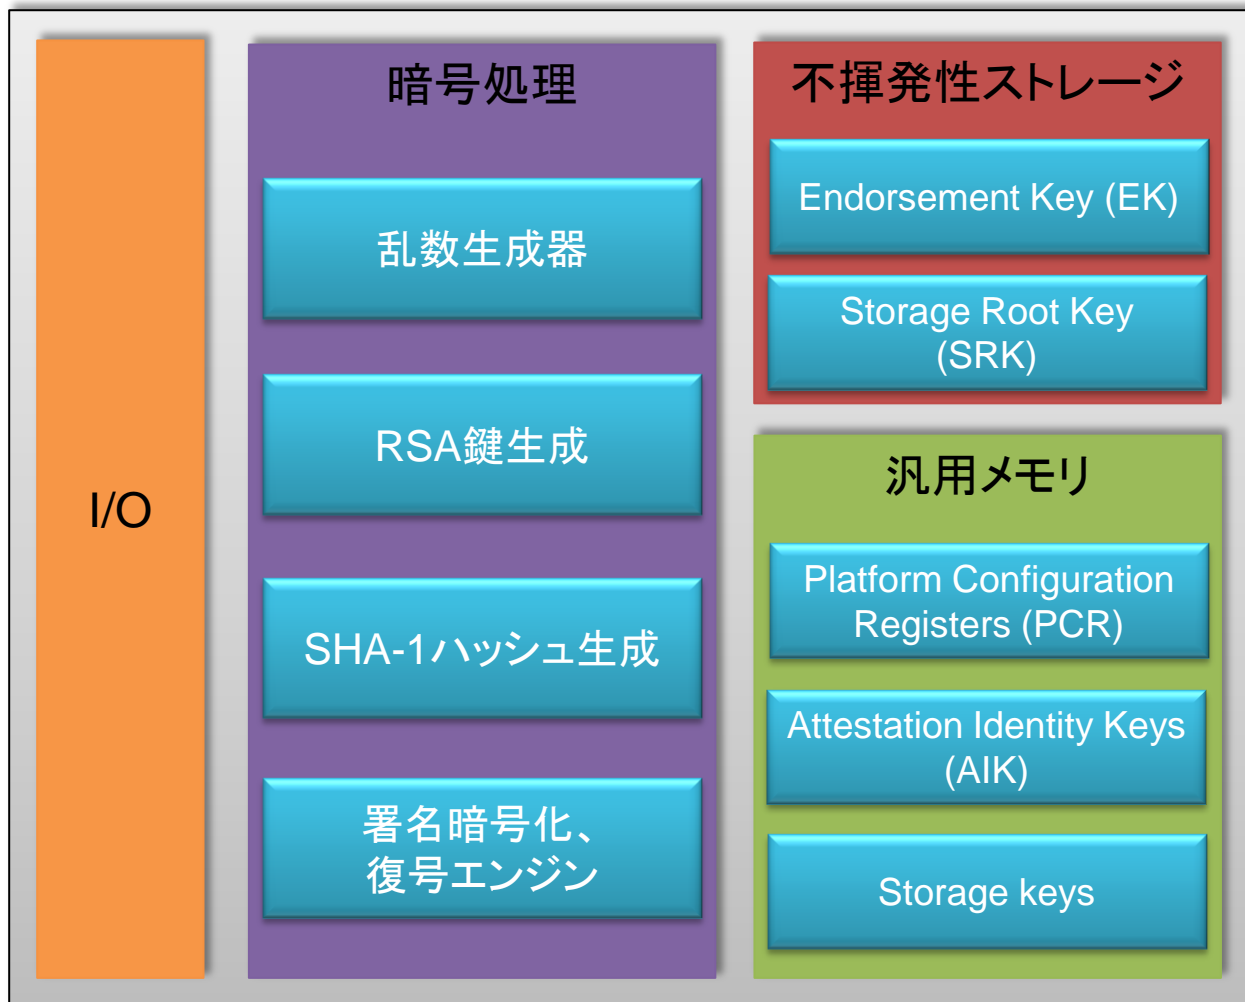 I/O
暗号処理
乱数生成器
RSA鍵生成
SHA-1ハッシュ生成
署名暗号化、
復号エンジン
不揮発性ストレージ
Endorsement Key (EK)
Storage Root Key
(SRK)
汎用メモリ
Platform Configuration
Registers (PCR)
Attestation Identity Keys
(AIK)
Storage keys